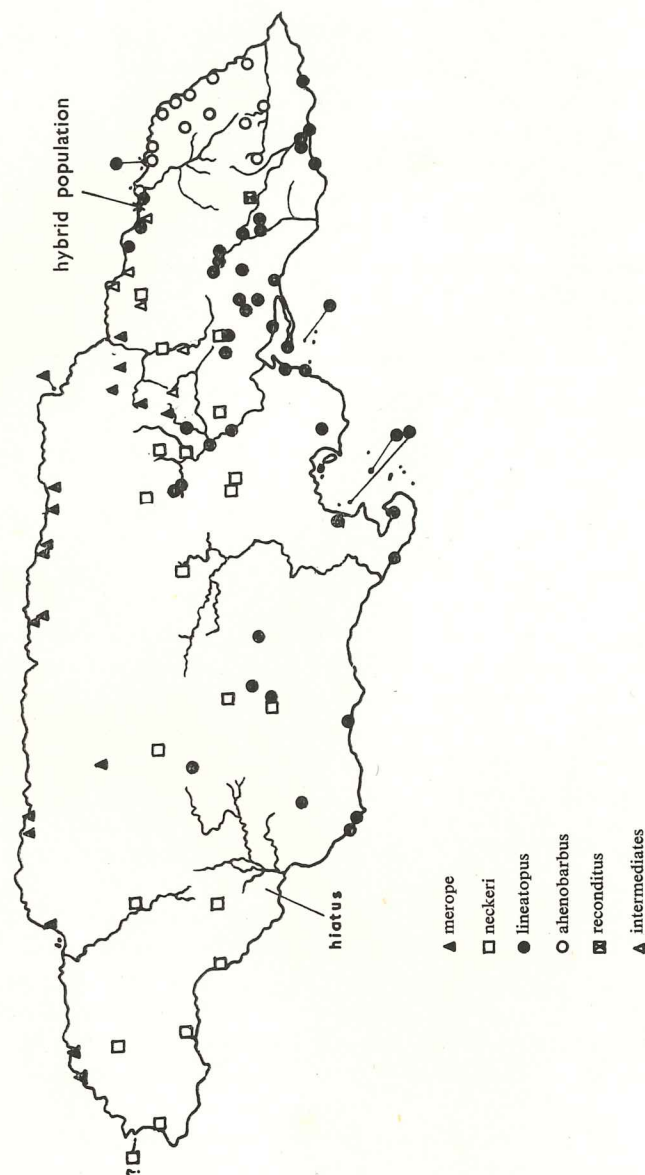 hybrid population
hiatus
?
merope
neckeri
lineatopus
ahenobarbus
reconditus
intermediates